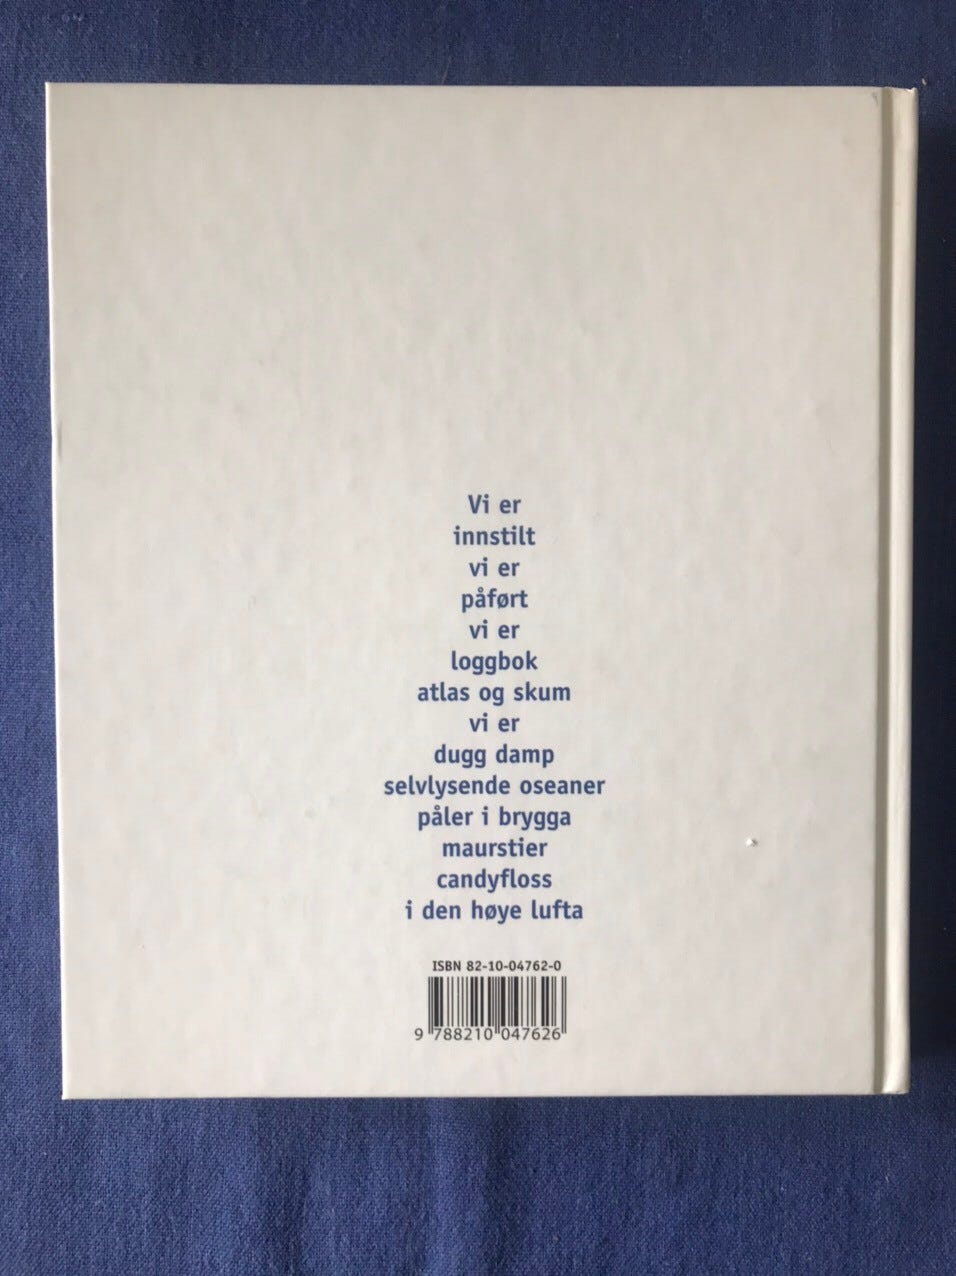 Vi er
innstilt
vi er
påført
vi er
loggbok
atlas og skum
vi er
dugg damp
selvlysende oseaner
påler i brygga
maurstier
candyfloss
i den høye lufta
ISBN 82-10-04762-0
9 788210 047626